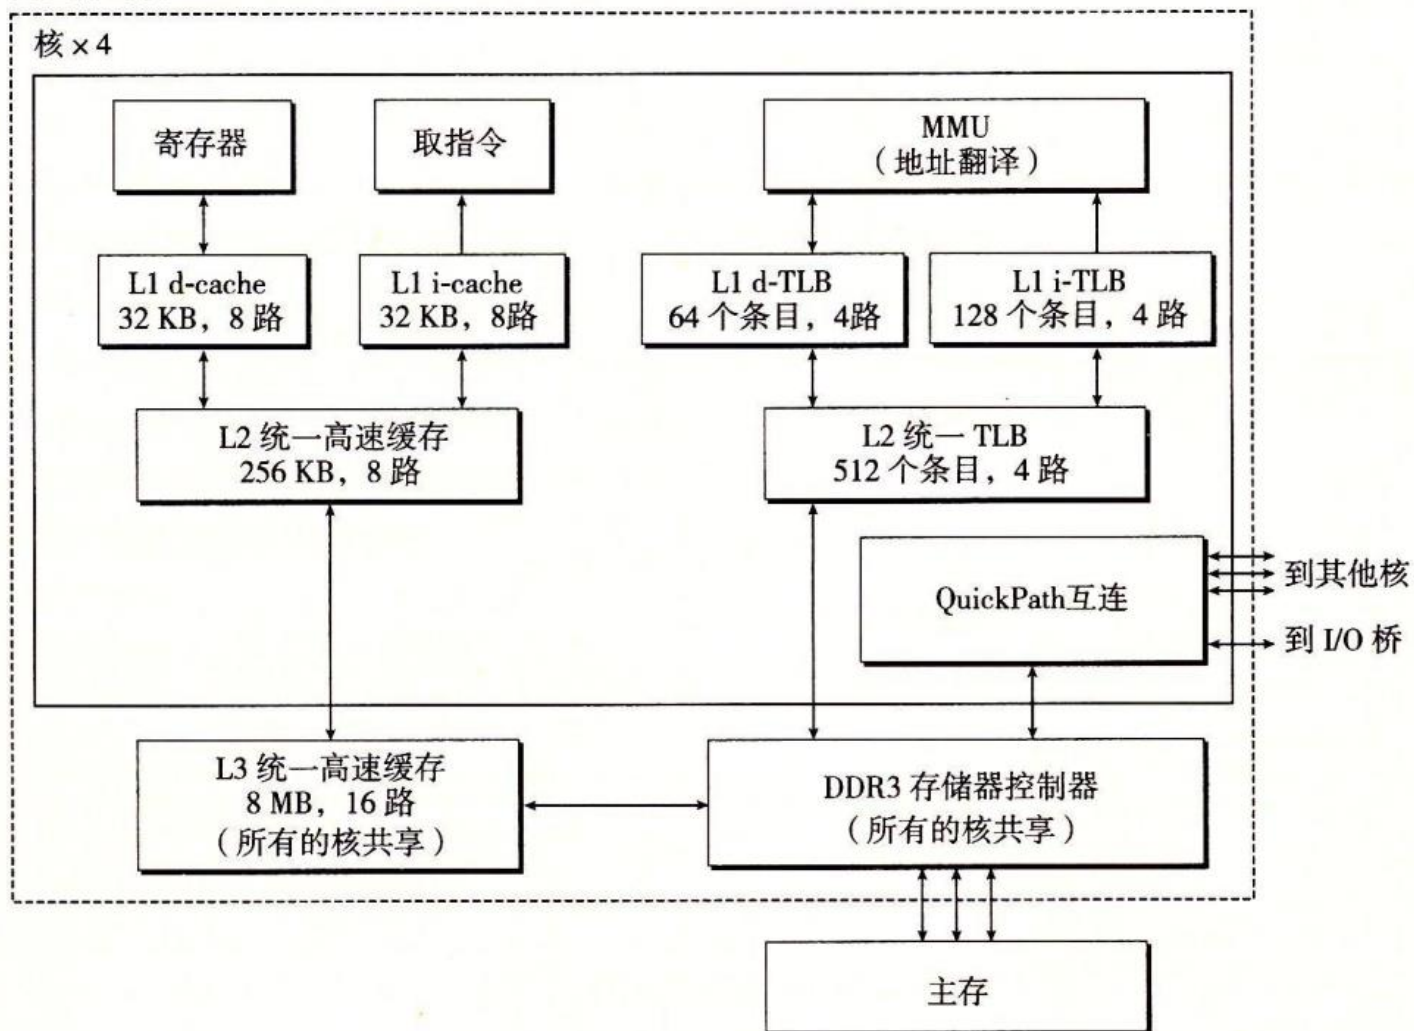 核×4
寄存器
取指令
MMU
（地址翻译）
L1 d-cache
32 KB，8 路
L1 i-cache
32 KB，8路
L1 d-TLB
64 个条目，4路
L1 i-TLB
128 个条目，4 路
L2 统一高速缓存
256 KB，8 路
L2 统一 TLB
512 个条目，4 路
QuickPath互连
到其他核
到 I/O 桥
L3 统一高速缓存
8 MB，16 路
（所有的核共享）
DDR3 存储器控制器
（所有的核共享）
主存